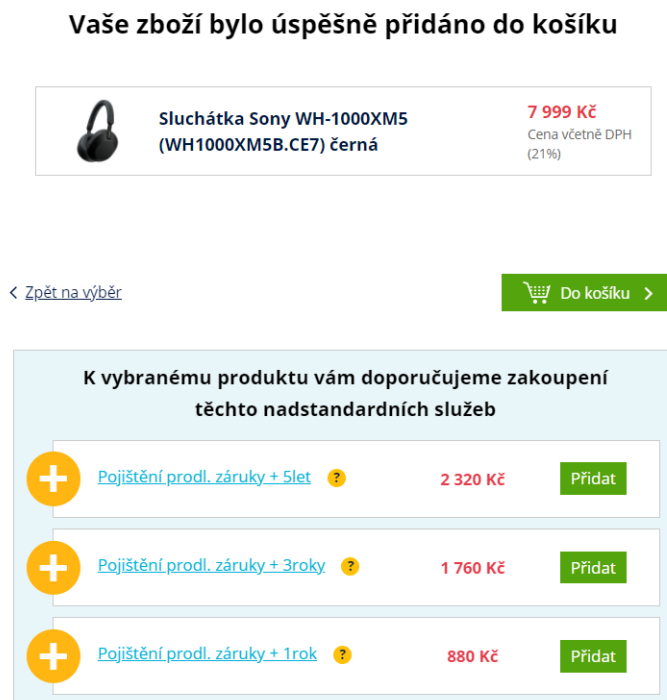 Vaše zboží bylo úspěšně přidáno do košíku
Sluchátka Sony WH-1000XM5
(WH1000XM5B.CE7) černá
7 999 Kč
Cena včetně DPH
(21%)
Zpět na výběr
Do košíku
K vybranému produktu vám doporučujeme zakoupení
těchto nadstandardních služeb
Pojištění prodl. záruky + 5let ? 2 320 Kč Přidat
Pojištění prodl. záruky + 3roky ? 1 760 Kč Přidat
Pojištění prodl. záruky + 1rok ? 880 Kč Přidat